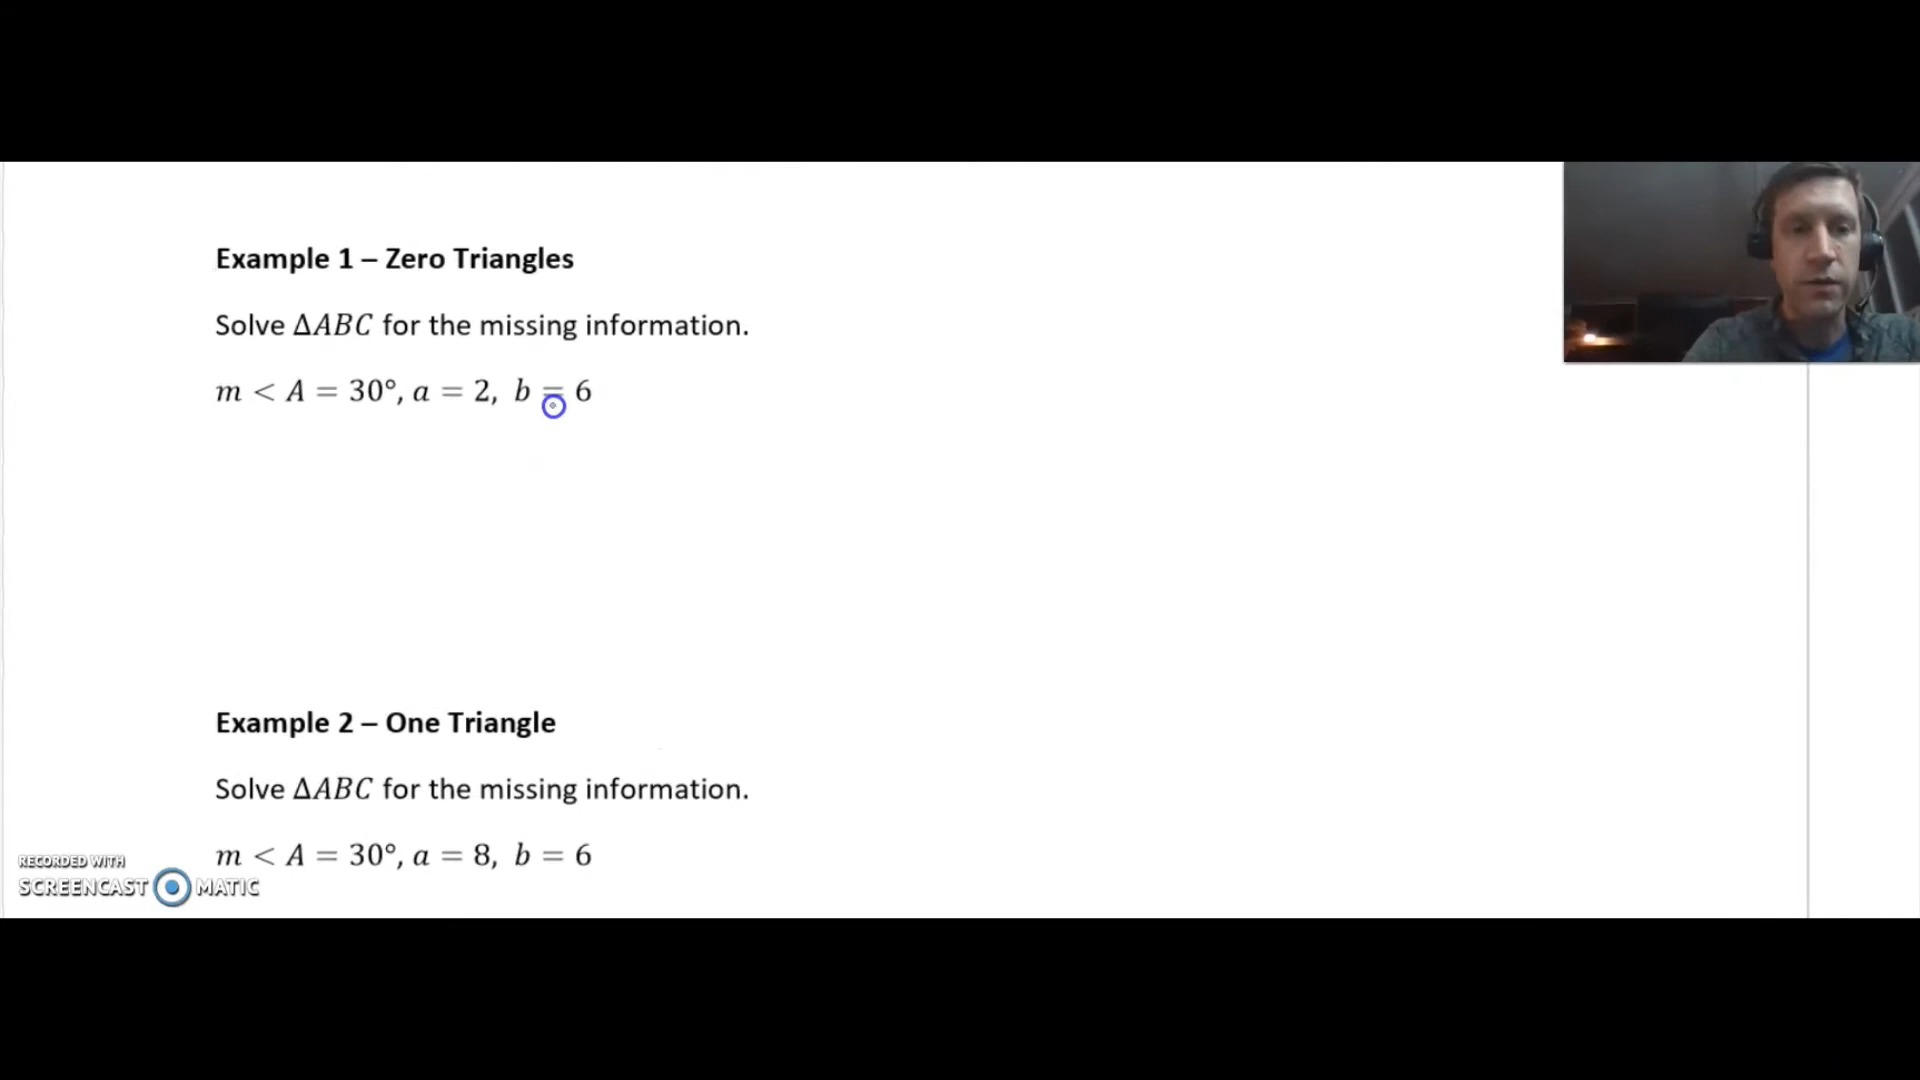 Example 1 – Zero Triangles
Solve Δ𝐴𝐵𝐶 for the missing information.
𝑚 < 𝐴 = 30°, 𝑎 = 2, 𝑏 = 6
Example 2 – One Triangle
Solve Δ𝐴𝐵𝐶 for the missing information.
𝑚 < 𝐴 = 30°, 𝑎 = 8, 𝑏 = 6
RECORDED WITH
SCREENCAST MATIC